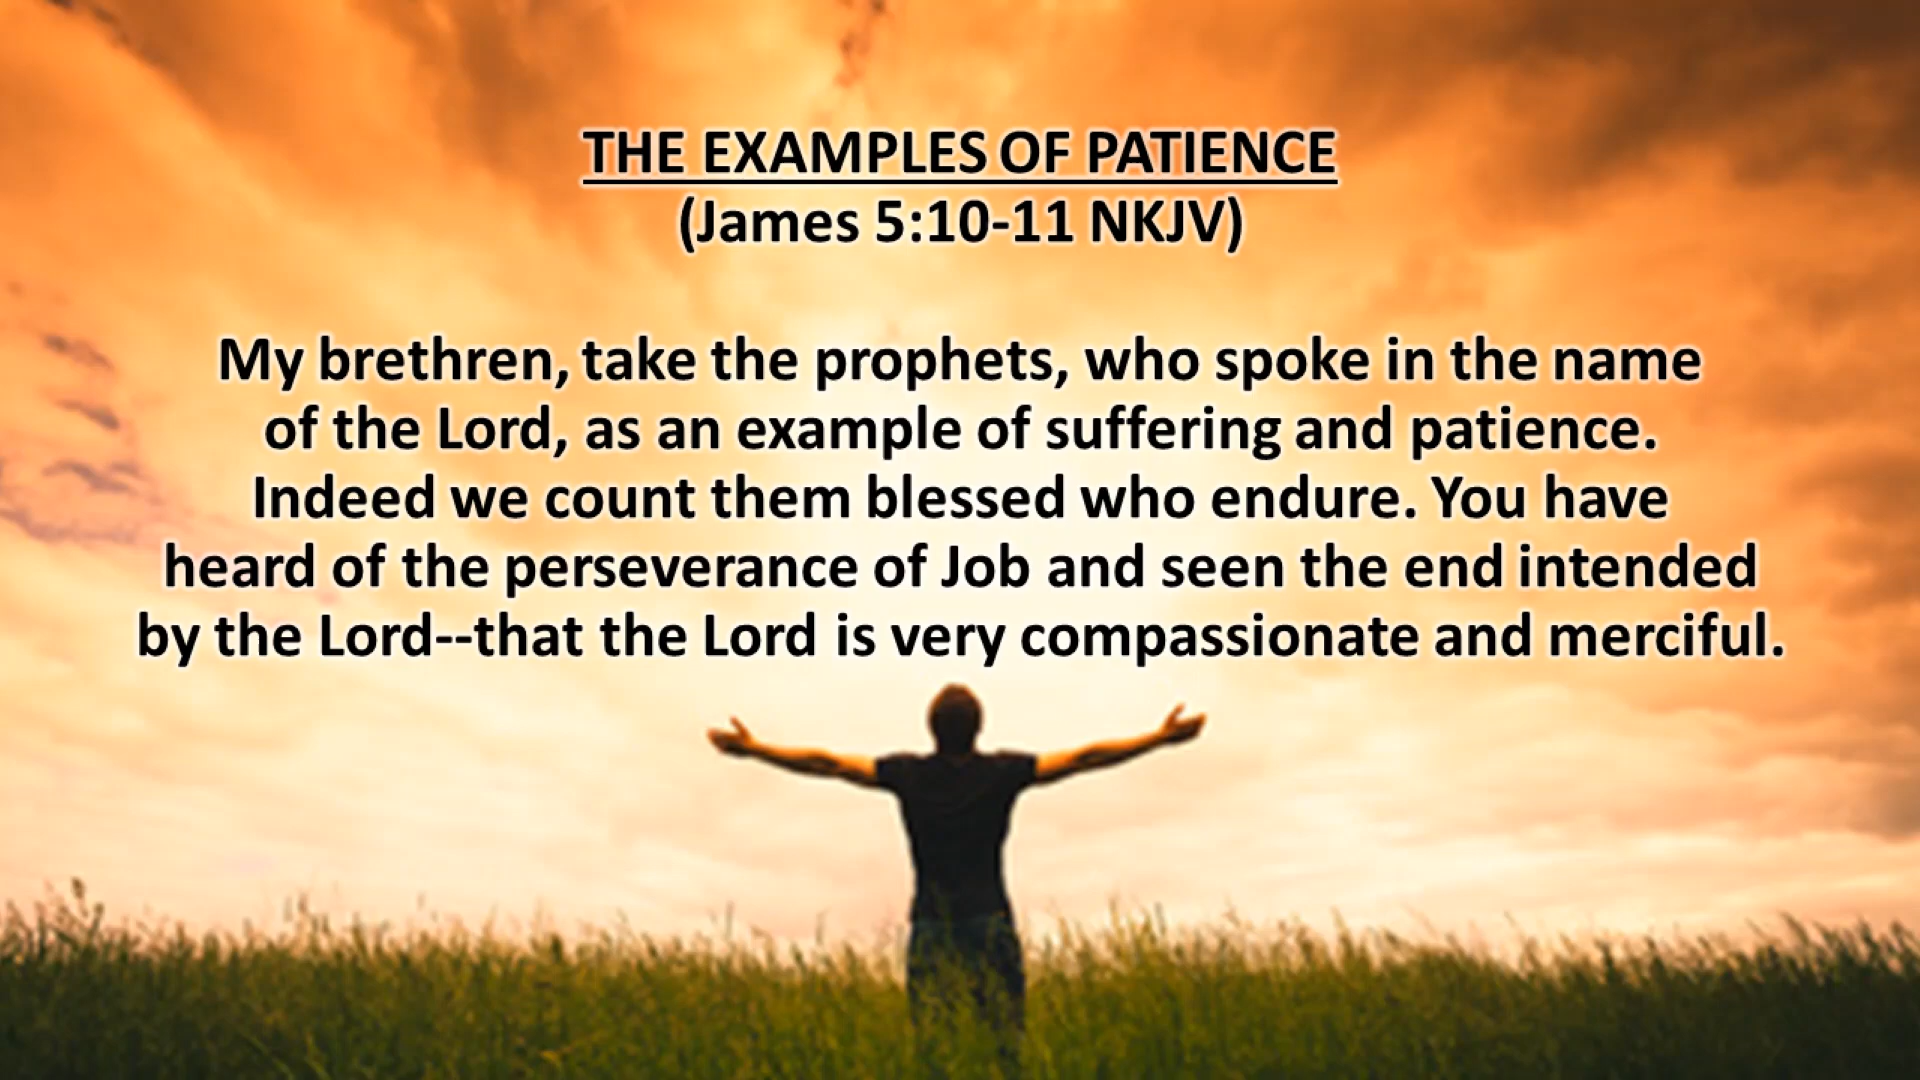 THE EXAMPLES OF PATIENCE
(James 5:10-11 NKJV)
My brethren, take the prophets, who spoke in the name
of the Lord, as an example of suffering and patience.
Indeed we count them blessed who endure. You have
heard of the perseverance of Job and seen the end intended
by the Lord--that the Lord is very compassionate and merciful.